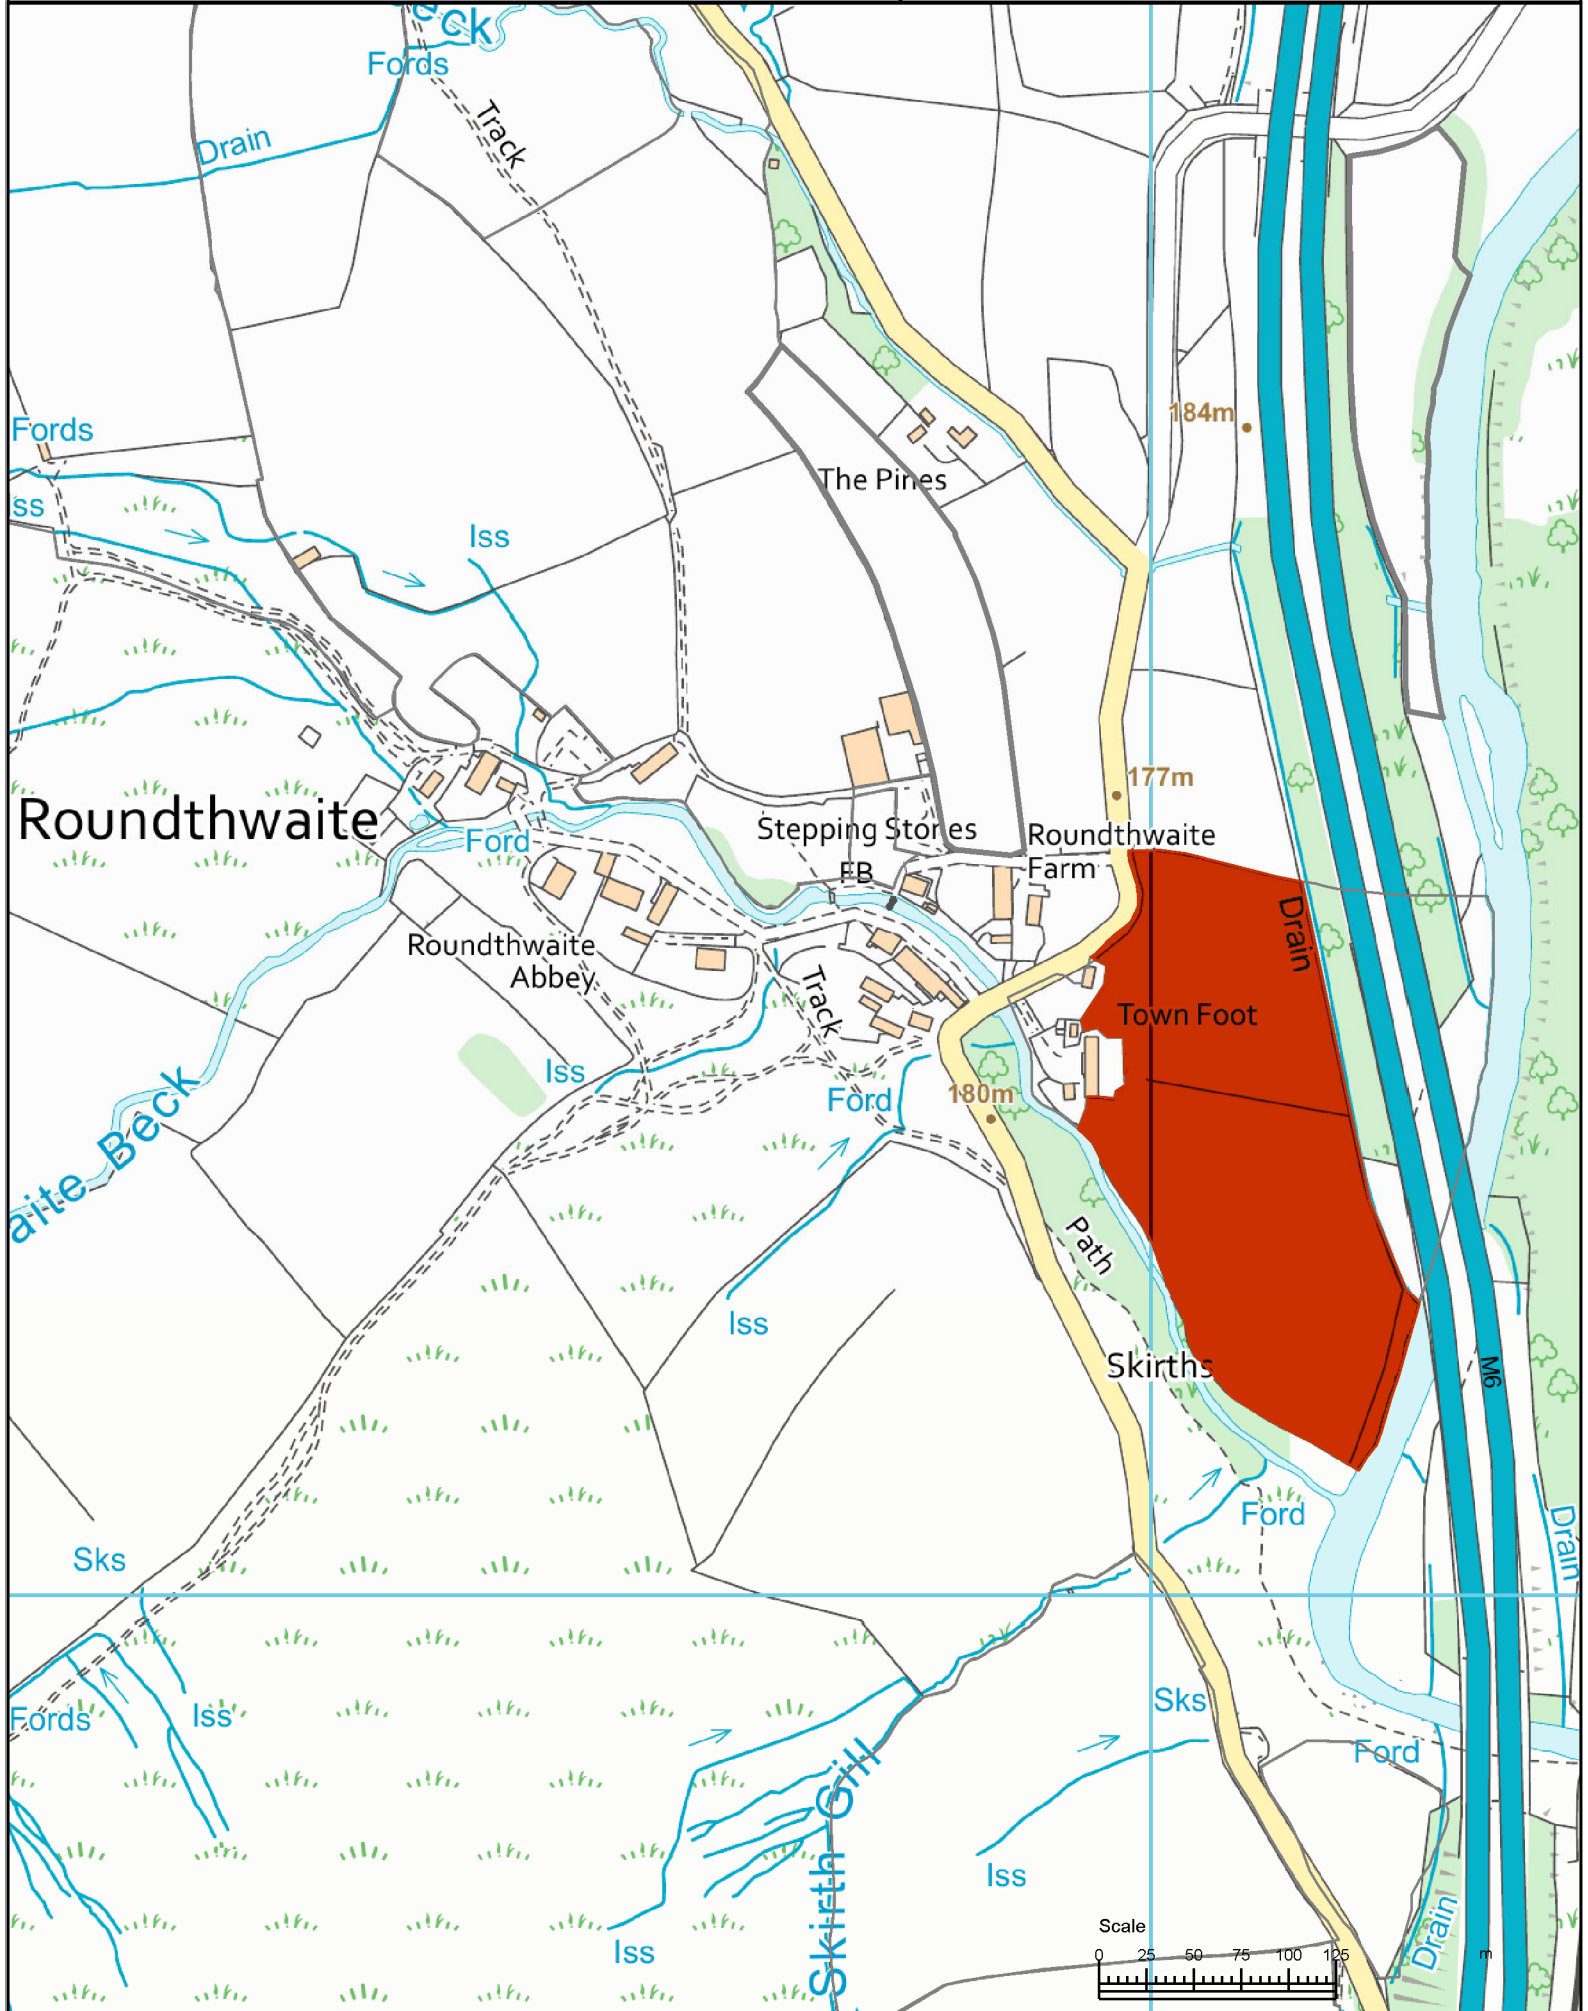 eck
Fords
Track
Drain
184m
Fords
The Pines
Iss
ss
177m
Roundthwaite
Stepping Stones
Roundthwaite
Farm
Ford
FB
Drain
Roundthwaite
Abbey
Track
Town Foot
Iss
Ford
180m
Beck
aite
Path
Iss
Skirths
M6
Ford
Drain
Sks
Sks
Iss
Fords
Ford
Skirth Gill
Iss
Iss
Drain
Scale
0 25 50 75 100 125 m